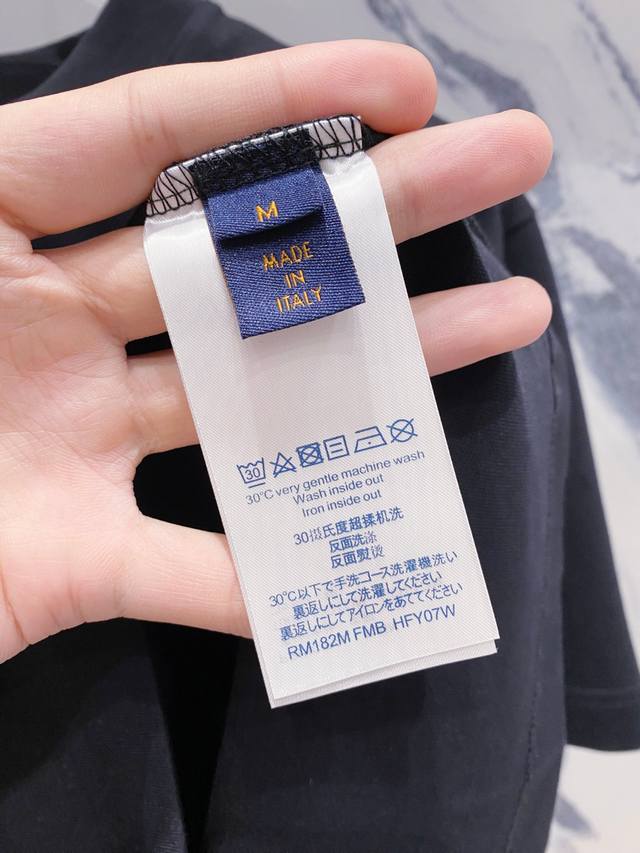 M
MADE
IN
ITALY
30
30°C very gentle machine wash
Wash inside out
Iron inside out
30摄氏度超揉机洗
反面洗涤
反面熨烫
30℃以下で手洗コース洗濯機洗い
裏返しにして洗濯してください
裏返しにしてアイロンをあててください
RM182M FMB HFY07W